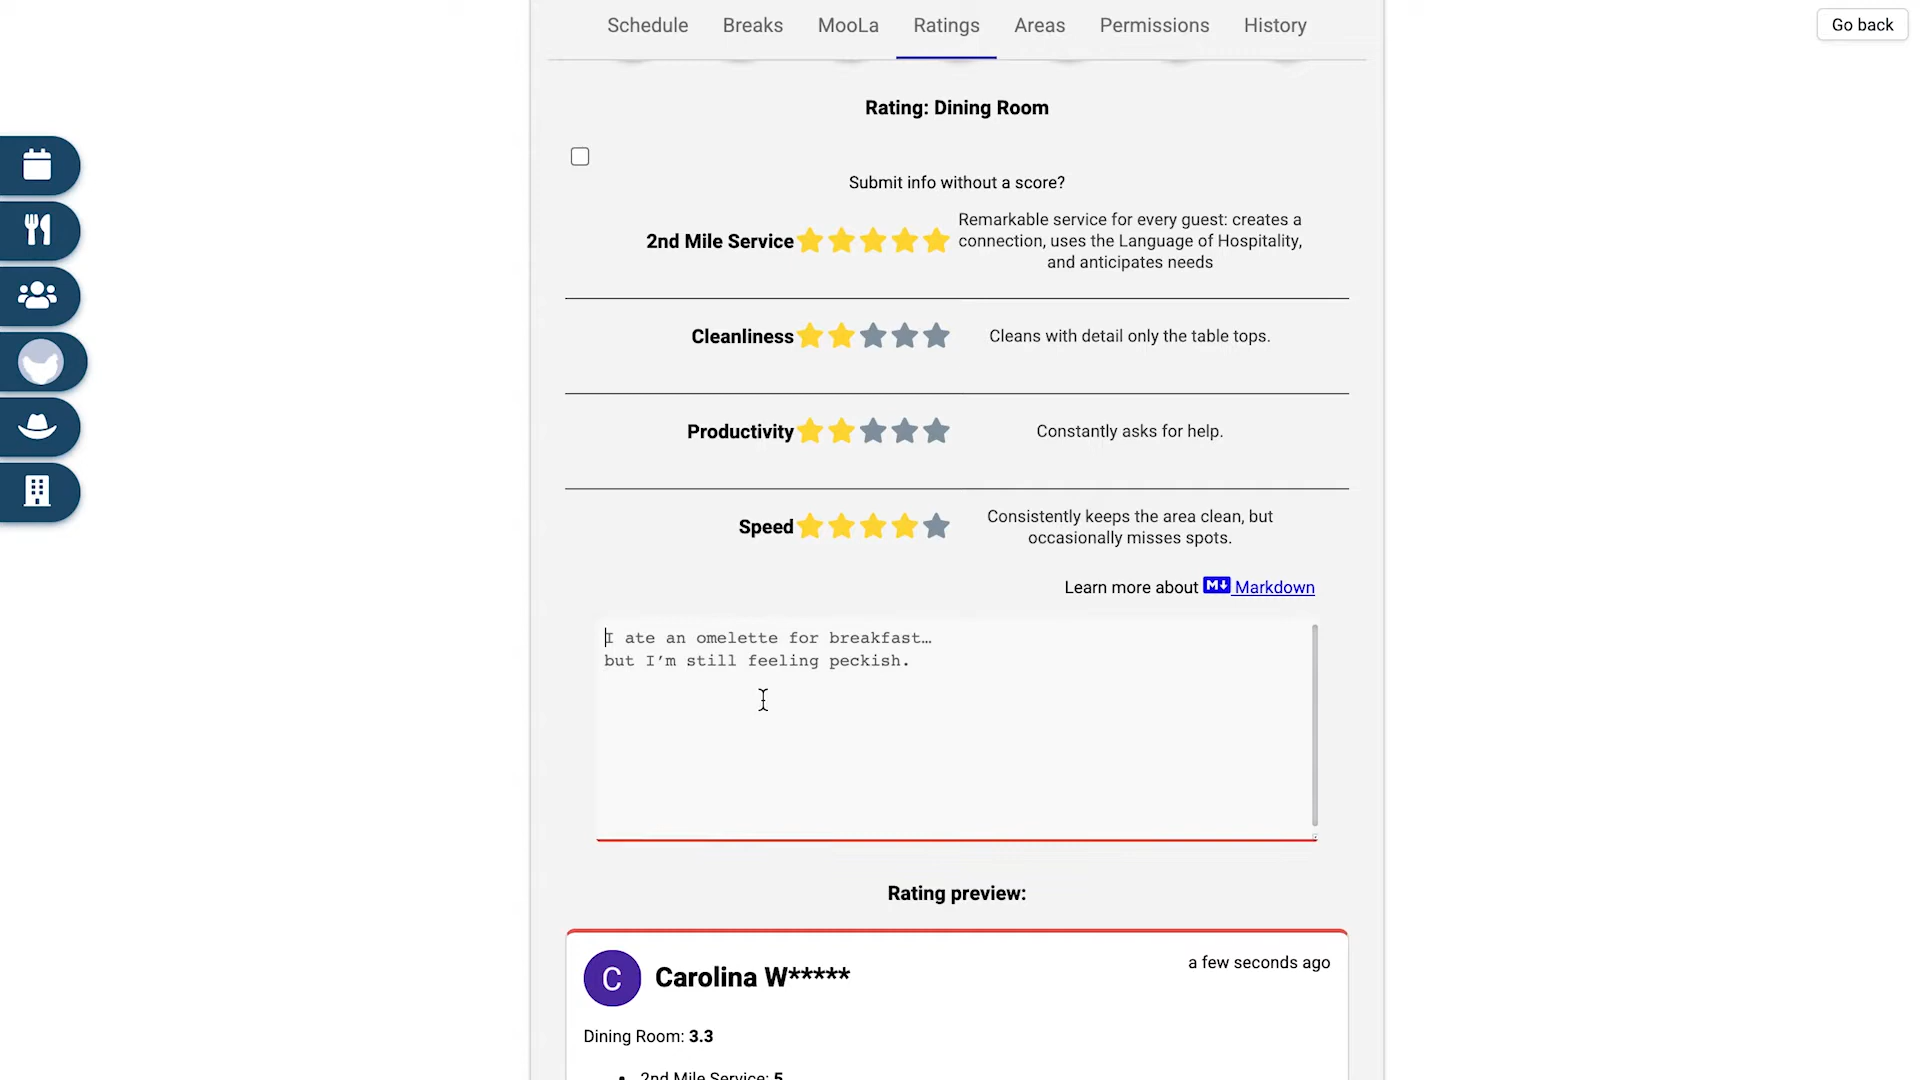 Schedule Breaks MooLa Ratings Areas Permissions History
Go back
Rating: Dining Room
Submit info without a score?
2nd Mile Service
Remarkable service for every guest: creates a
connection, uses the Language of Hospitality,
and anticipates needs
Cleanliness
Cleans with detail only the table tops.
Productivity
Constantly asks for help.
Speed
Consistently keeps the area clean, but
occasionally misses spots.
Learn more about M Markdown
I ate an omelette for breakfast…
but I’m still feeling peckish.
Rating preview:
C
Carolina W*****
a few seconds ago
Dining Room: 3.3
• 2nd Mile Service: 5